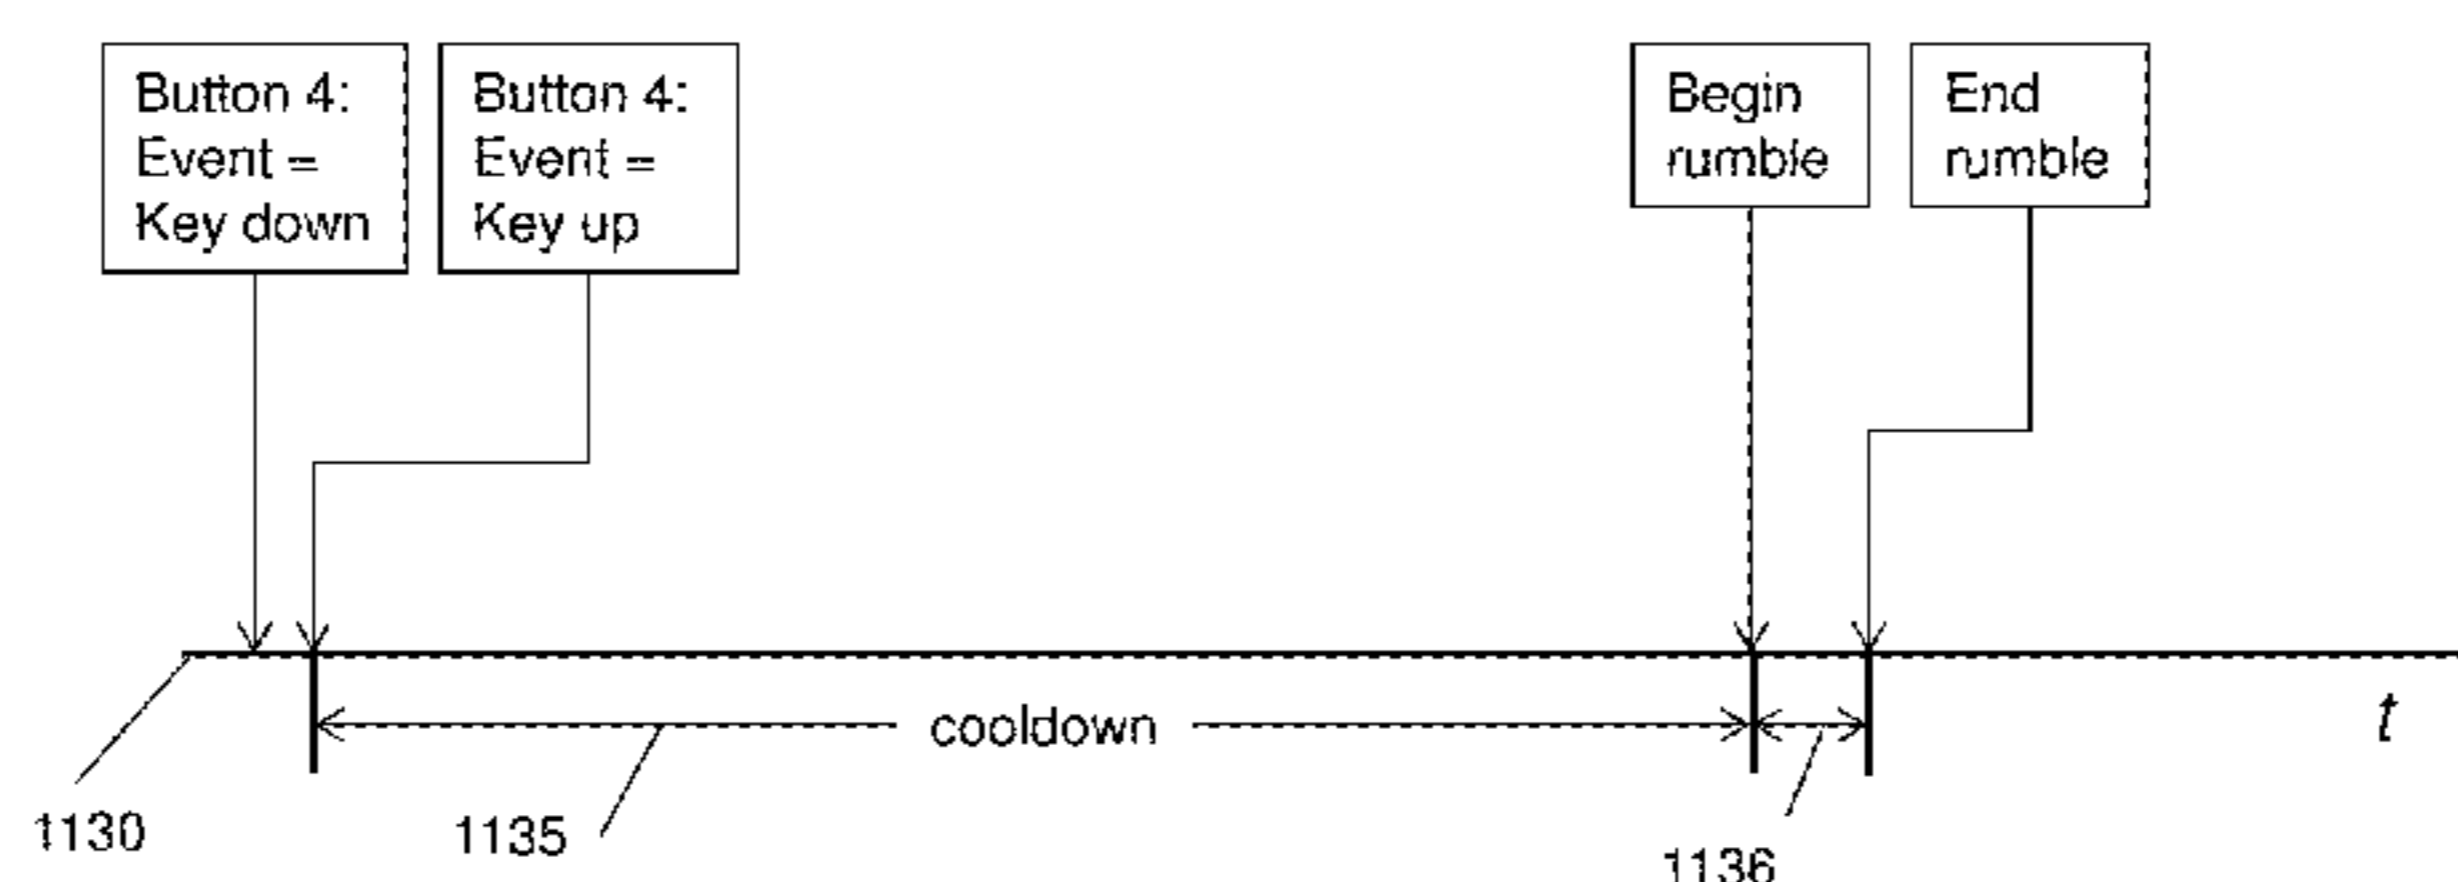 Button 4:
Event =
Key down
Button 4:
Event =
Key up
Begin
rumble
End
rumble
cooldown
t
1130
1135
1136